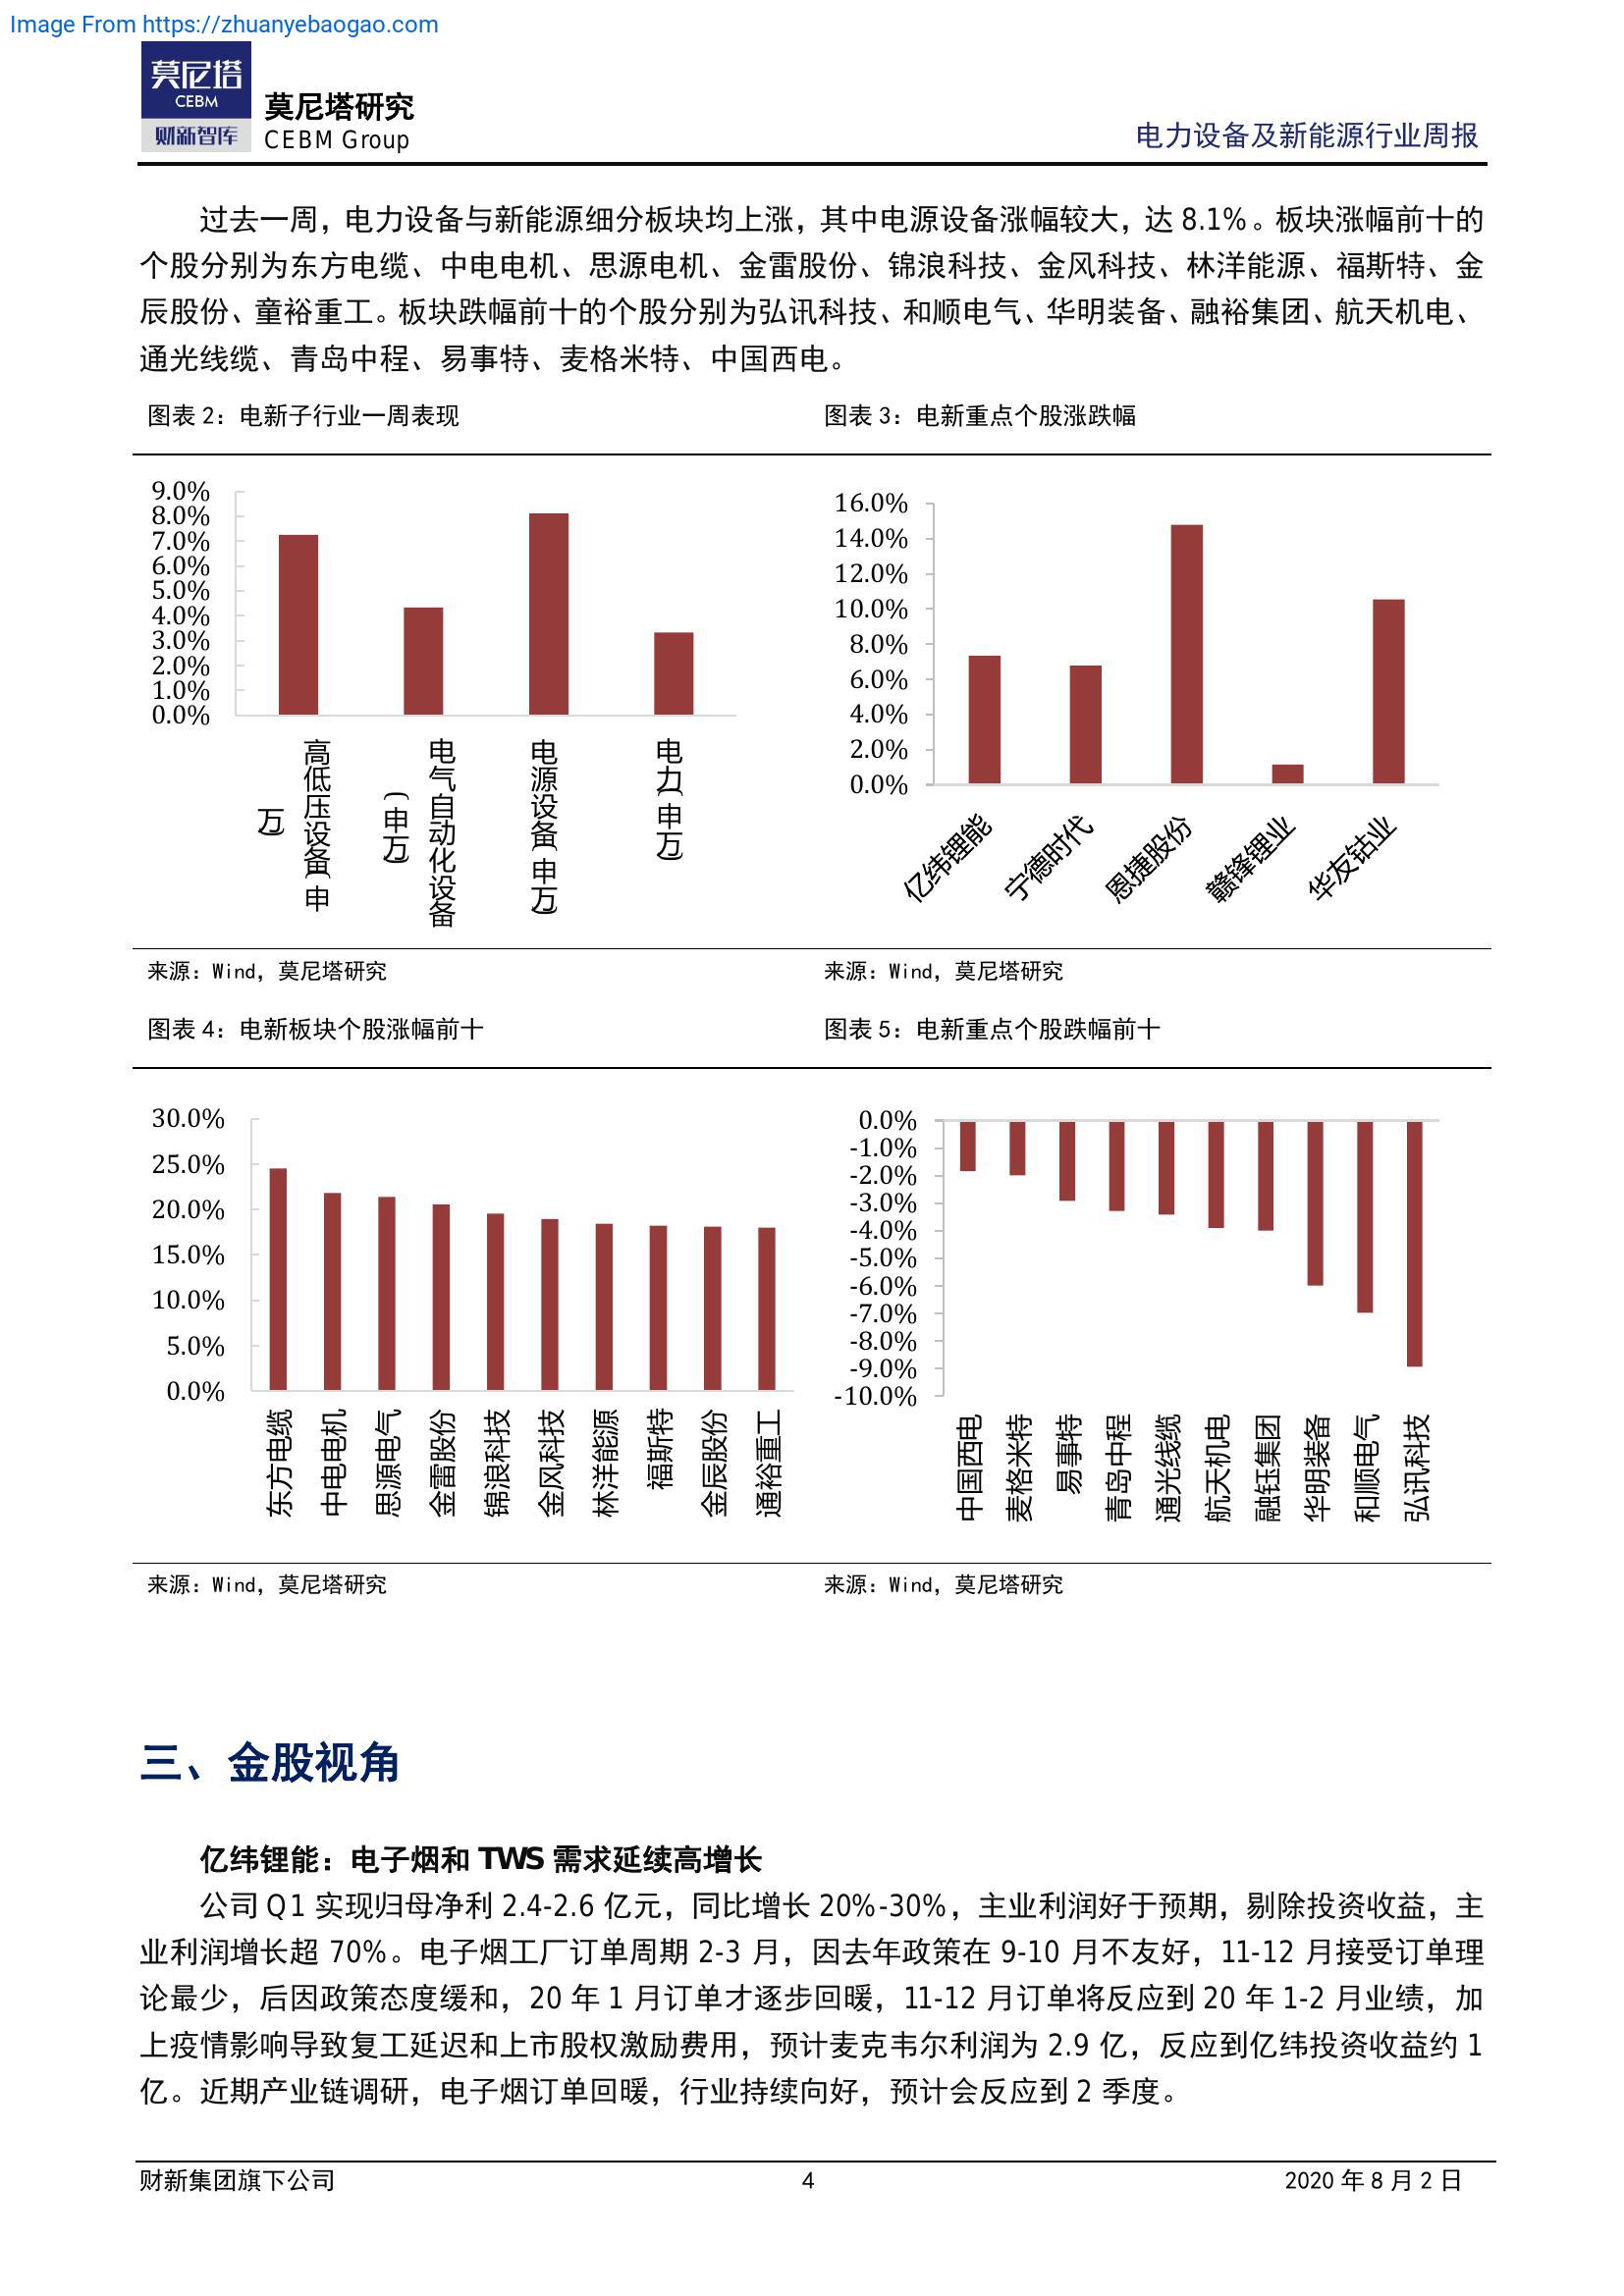 Image From https://zhuanyebaogao.com
莫尼塔
CEBM
财新智库
莫尼塔研究
CEBM Group
电力设备及新能源行业周报
过去一周，电力设备与新能源细分板块均上涨，其中电源设备涨幅较大，达 8.1%。板块涨幅前十的
个股分别为东方电缆、中电电机、思源电机、金雷股份、锦浪科技、金风科技、林洋能源、福斯特、金
辰股份、童裕重工。板块跌幅前十的个股分别为弘讯科技、和顺电气、华明装备、融裕集团、航天机电、
通光线缆、青岛中程、易事特、麦格米特、中国西电。
图表 2：电新子行业一周表现
9.0%
8.0%
7.0%
6.0%
5.0%
4.0%
3.0%
2.0%
1.0%
0.0%
高低压设备(申
万)
电气自动化设备
(申万)
电源设备(申万)
电力(申万)
来源：Wind，莫尼塔研究
图表 3：电新重点个股涨跌幅
16.0%
14.0%
12.0%
10.0%
8.0%
6.0%
4.0%
2.0%
0.0%
亿纬锂能
宁德时代
恩捷股份
赣锋锂业
华友钴业
来源：Wind，莫尼塔研究
图表 4：电新板块个股涨幅前十
30.0%
25.0%
20.0%
15.0%
10.0%
5.0%
0.0%
东方电缆
中电电机
思源电气
金雷股份
锦浪科技
金风科技
林洋能源
福斯特
金辰股份
通裕重工
来源：Wind，莫尼塔研究
图表 5：电新重点个股跌幅前十
0.0%
-1.0%
-2.0%
-3.0%
-4.0%
-5.0%
-6.0%
-7.0%
-8.0%
-9.0%
-10.0%
中国西电
麦格米特
易事特
青岛中程
通光线缆
航天机电
融钰集团
华明装备
和顺电气
弘讯科技
来源：Wind，莫尼塔研究
三、金股视角
亿纬锂能：电子烟和 TWS 需求延续高增长
公司 Q1 实现归母净利 2.4-2.6 亿元，同比增长 20%-30%，主业利润好于预期，剔除投资收益，主
业利润增长超 70%。电子烟工厂订单周期 2-3 月，因去年政策在 9-10 月不友好，11-12 月接受订单理
论最少，后因政策态度缓和，20 年 1 月订单才逐步回暖，11-12 月订单将反应到 20 年 1-2 月业绩，加
上疫情影响导致复工延迟和上市股权激励费用，预计麦克韦尔利润为 2.9 亿，反应到亿纬投资收益约 1
亿。近期产业链调研，电子烟订单回暖，行业持续向好，预计会反应到 2 季度。
财新集团旗下公司
4
2020 年 8 月 2 日